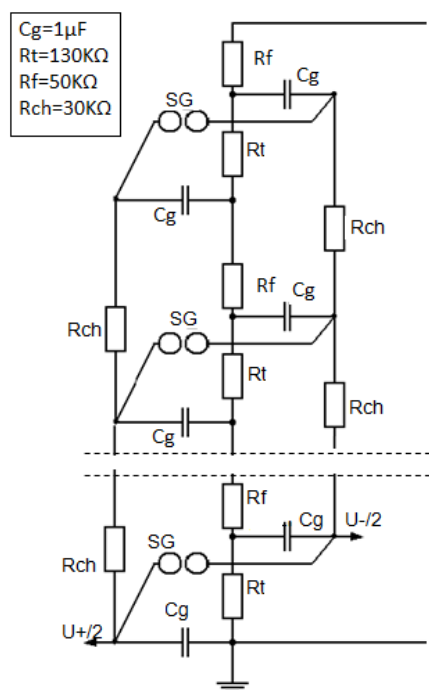 Cg=1µF
Rt=130KΩ
Rf=50KΩ
Rch=30KΩ
Rf
Cg
SG
Rt
Cg
Rch
Rf
Cg
Rch
SG
Rt
Rch
Cg
Rf
Cg
U-/2
SG
Rch
Rt
Cg
U+/2